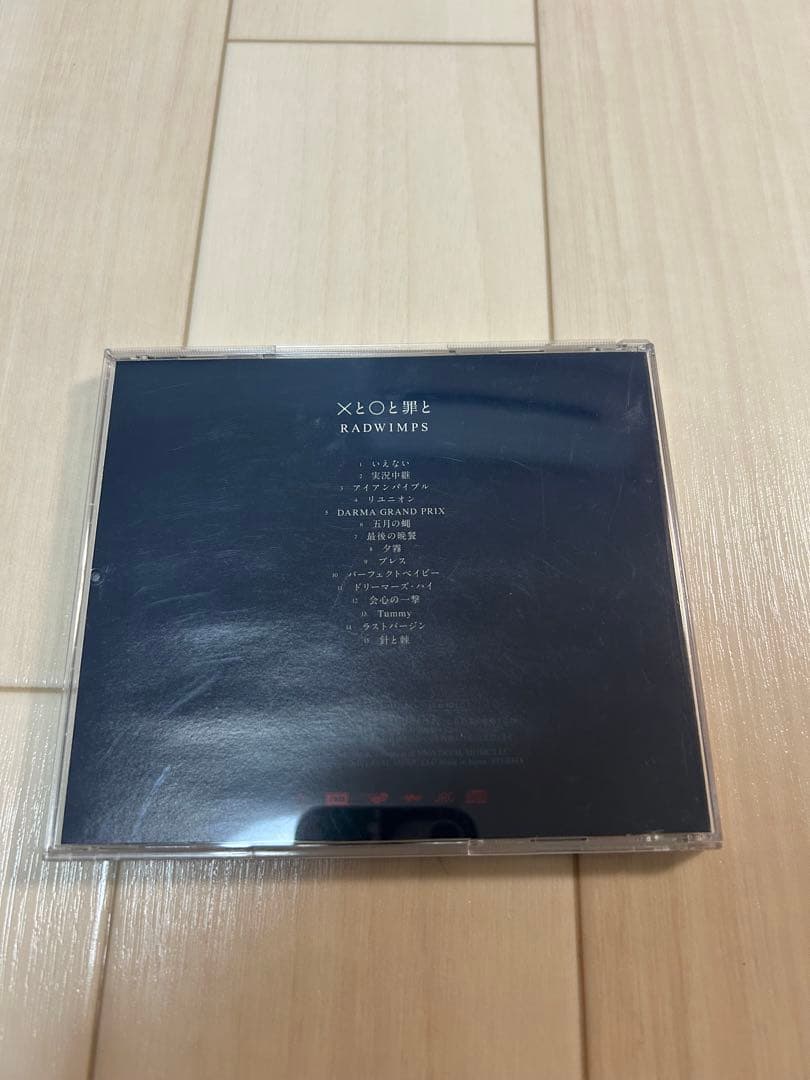 ×と○と罪と
RADWIMPS
1 いえない
2 実況中継
3 アイアンバイブル
4 リユニオン
5 DARMA GRAND PRIX
6 五月の蝿
7 最後の晩餐
8 夕霧
9 ブレス
10 パーフェクトベイビー
11 ドリーマーズ・ハイ
12 会心の一撃
13 Tummy
14 ラストバージン
15 針と棘